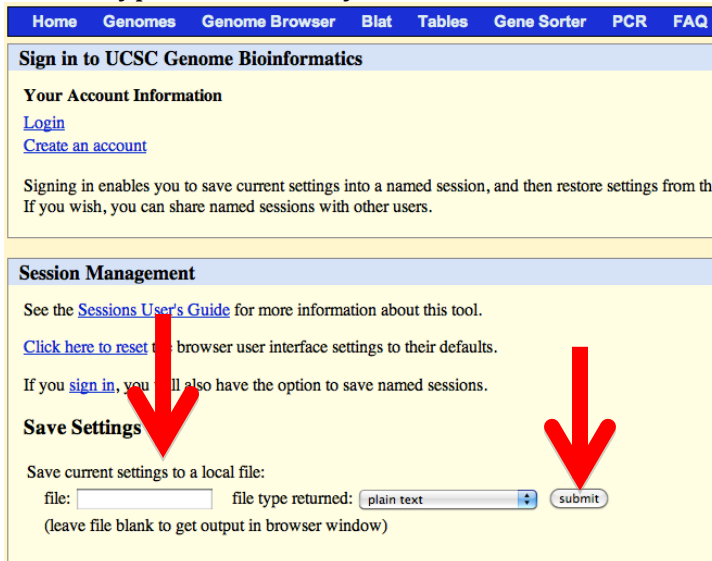 Home Genomes Genome Browser Blat Tables Gene Sorter PCR FAQ
Sign in to UCSC Genome Bioinformatics
Your Account Information
Login
Create an account
Signing in enables you to save current settings into a named session, and then restore settings from th
If you wish, you can share named sessions with other users.
Session Management
See the Sessions User's Guide for more information about this tool.
Click here to reset the browser user interface settings to their defaults.
If you sign in, you will also have the option to save named sessions.
Save Settings
Save current settings to a local file:
file: file type returned: plain text submit
(leave file blank to get output in browser window)